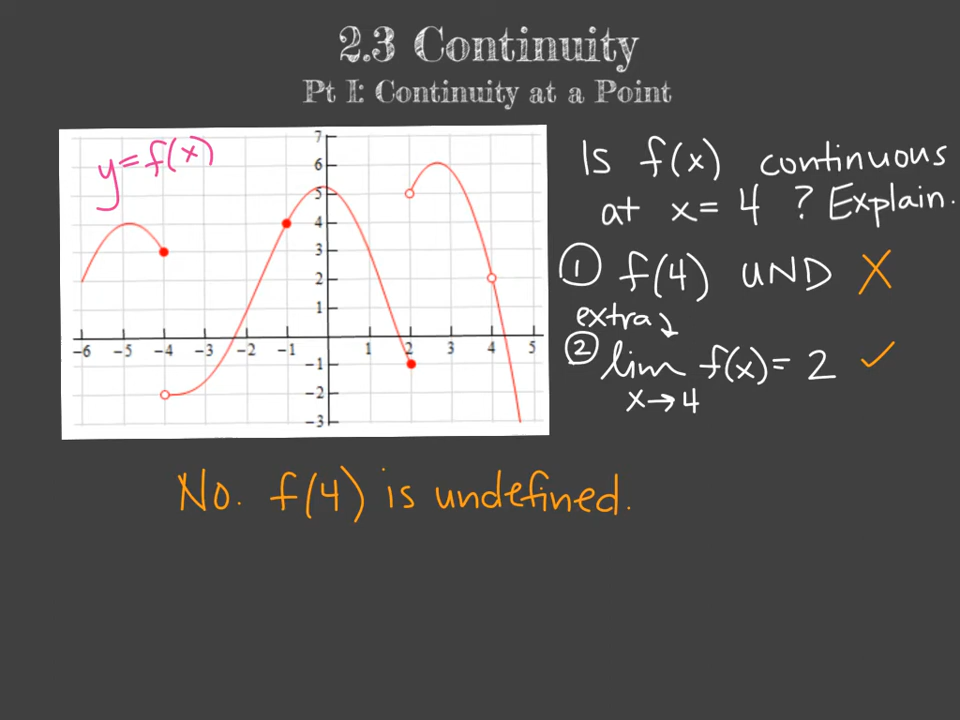 2.3 Continuity
Pt I: Continuity at a Point
y=f(x)
7
6
5
4
3
2
1
-6 -5 -4 -3 -2 -1 1 2 3 4 5
-1
-2
-3
Is f(x) continuous
at x = 4 ? Explain.
① f(4) UND X
extra
② lim f(x) = 2 ✓
x→4
No. f(4) is undefined.